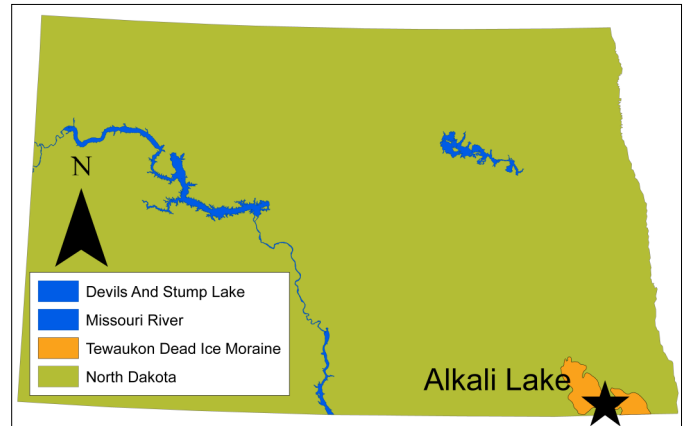 N
Devils And Stump Lake
Missouri River
Tewaukon Dead Ice Moraine
North Dakota
Alkali Lake